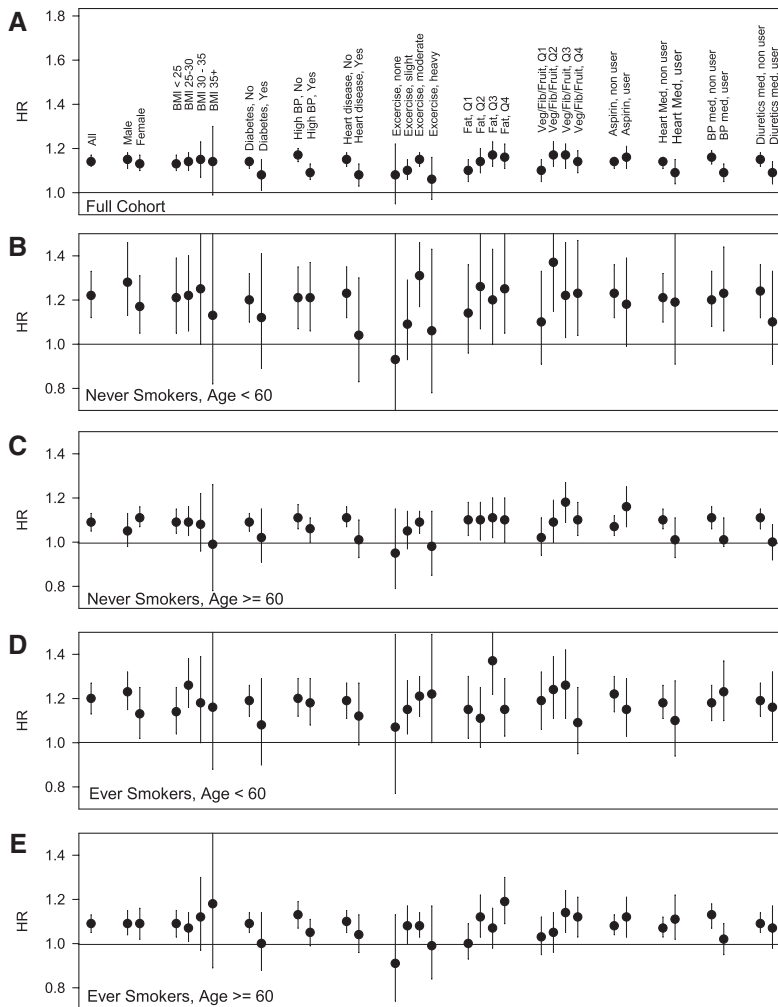 A
1.8
1.6
1.4
1.2
1.0
HR
All
Male
Female
BMI < 25
BMI 25-30
BMI 30 - 35
BMI 35+
Diabetes, No
Diabetes, Yes
High BP, No
High BP, Yes
Heart disease, No
Heart disease, Yes
Excercise, none
Excercise, slight
Excercise, moderate
Excercise, heavy
Fat, Q1
Fat, Q2
Fat, Q3
Fat, Q4
Veg/Fib/Fruit, Q1
Veg/Fib/Fruit, Q2
Veg/Fib/Fruit, Q3
Veg/Fib/Fruit, Q4
Aspirin, non user
Aspirin, user
Heart Med, non user
Heart Med, user
BP med, non user
BP med, user
Diuretics med, non user
Diuretics med, user
Full Cohort
B
1.4
1.2
1.0
0.8
HR
Never Smokers, Age < 60
C
1.4
1.2
1.0
0.8
HR
Never Smokers, Age >= 60
D
1.4
1.2
1.0
0.8
HR
Ever Smokers, Age < 60
E
1.4
1.2
1.0
0.8
HR
Ever Smokers, Age >= 60